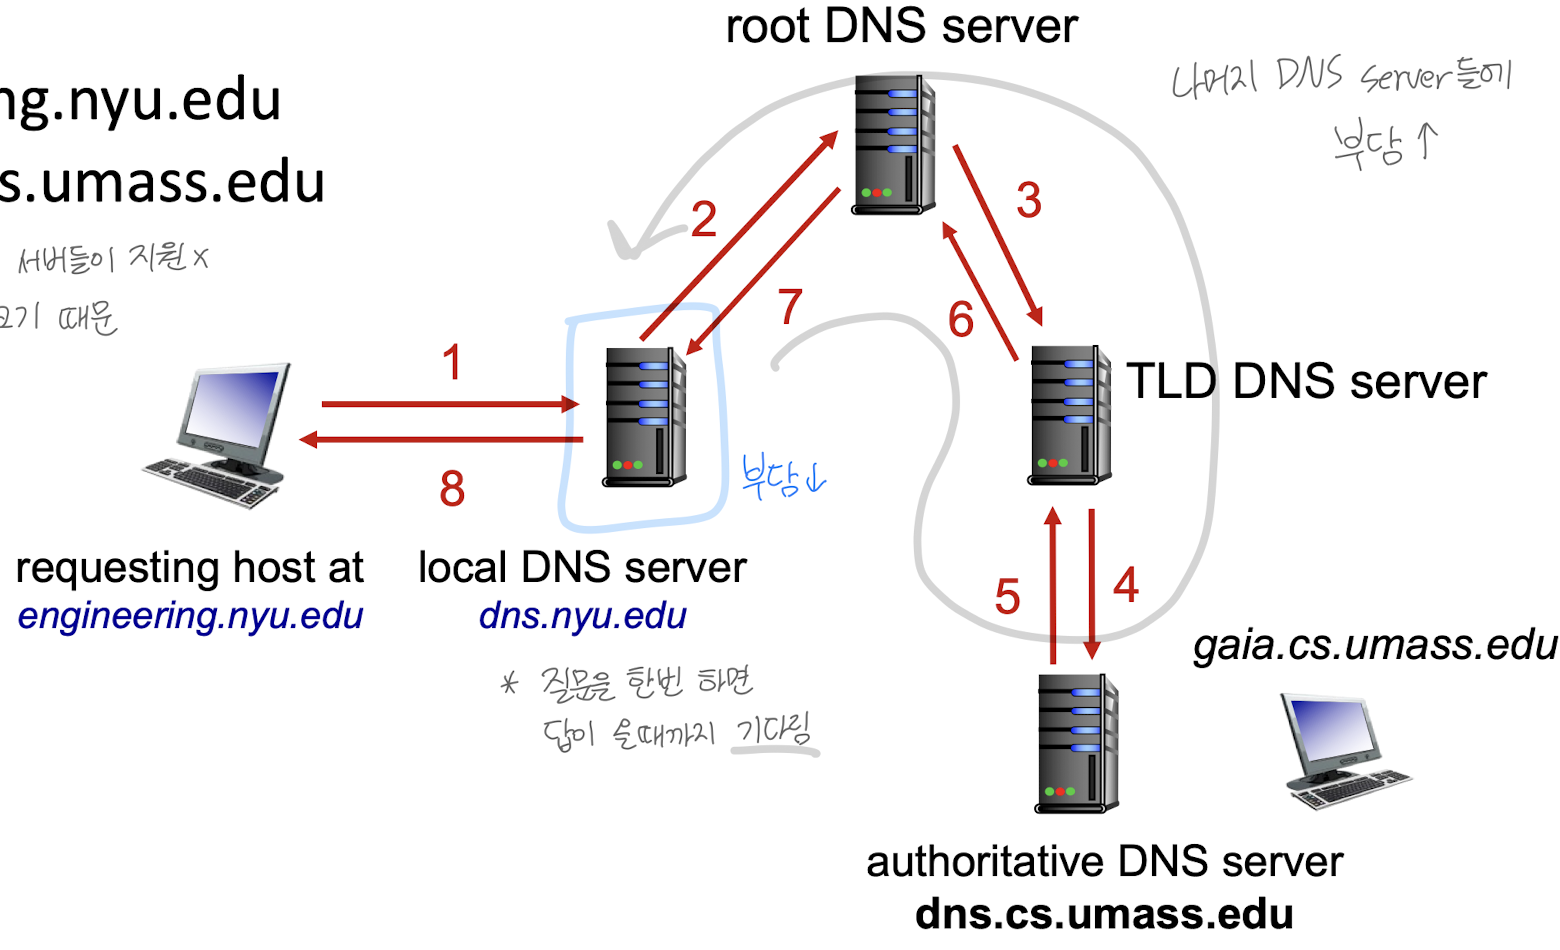 root DNS server
나머지 DNS server들에
부담↑
ng.nyu.edu
s.umass.edu
서버들이 지원 x
기 때문
2
3
7
6
1
8
TLD DNS server
부담↓
5
4
requesting host at
engineering.nyu.edu
local DNS server
dns.nyu.edu
* 질문을 한번 하면
답이 올때까지 기다림
gaia.cs.umass.edu
authoritative DNS server
dns.cs.umass.edu